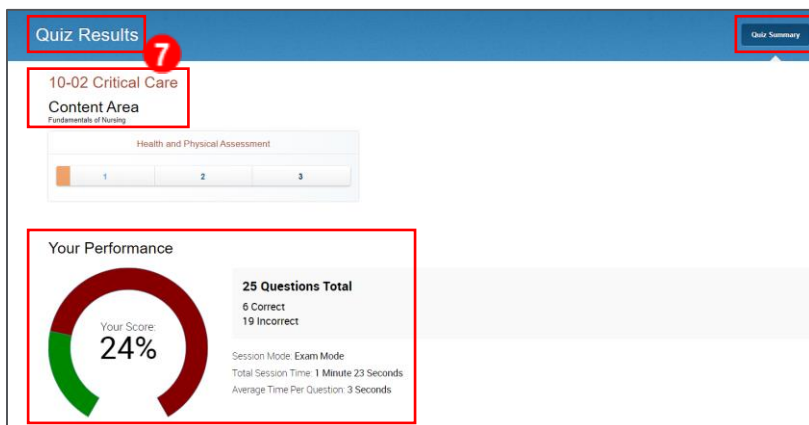 Quiz Results
Quiz Summary
7
10-02 Critical Care
Content Area
Fundamentals of Nursing
Health and Physical Assessment
1 2 3
Your Performance
Your Score:
24%
25 Questions Total
6 Correct
19 Incorrect
Session Mode: Exam Mode
Total Session Time: 1 Minute 23 Seconds
Average Time Per Question: 3 Seconds